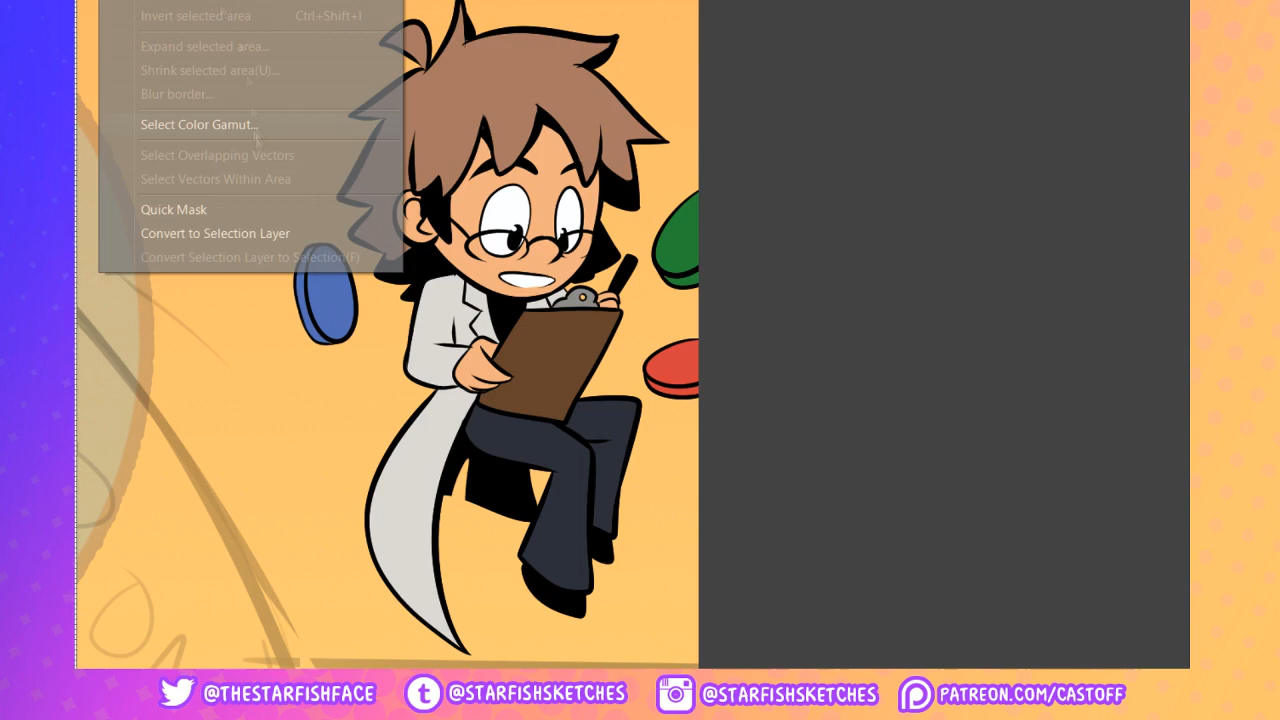 Invert selected area Ctrl+Shift+I
Expand selected area...
Shrink selected area(U)...
Blur border...
Select Color Gamut...
Select Overlapping Vectors
Select Vectors Within Area
Quick Mask
Convert to Selection Layer
Convert Selection Layer to Selection(F)
@THESTARFISHFACE @STARFISHSKETCHES @STARFISHSKETCHES PATREON.COM/CASTOFF